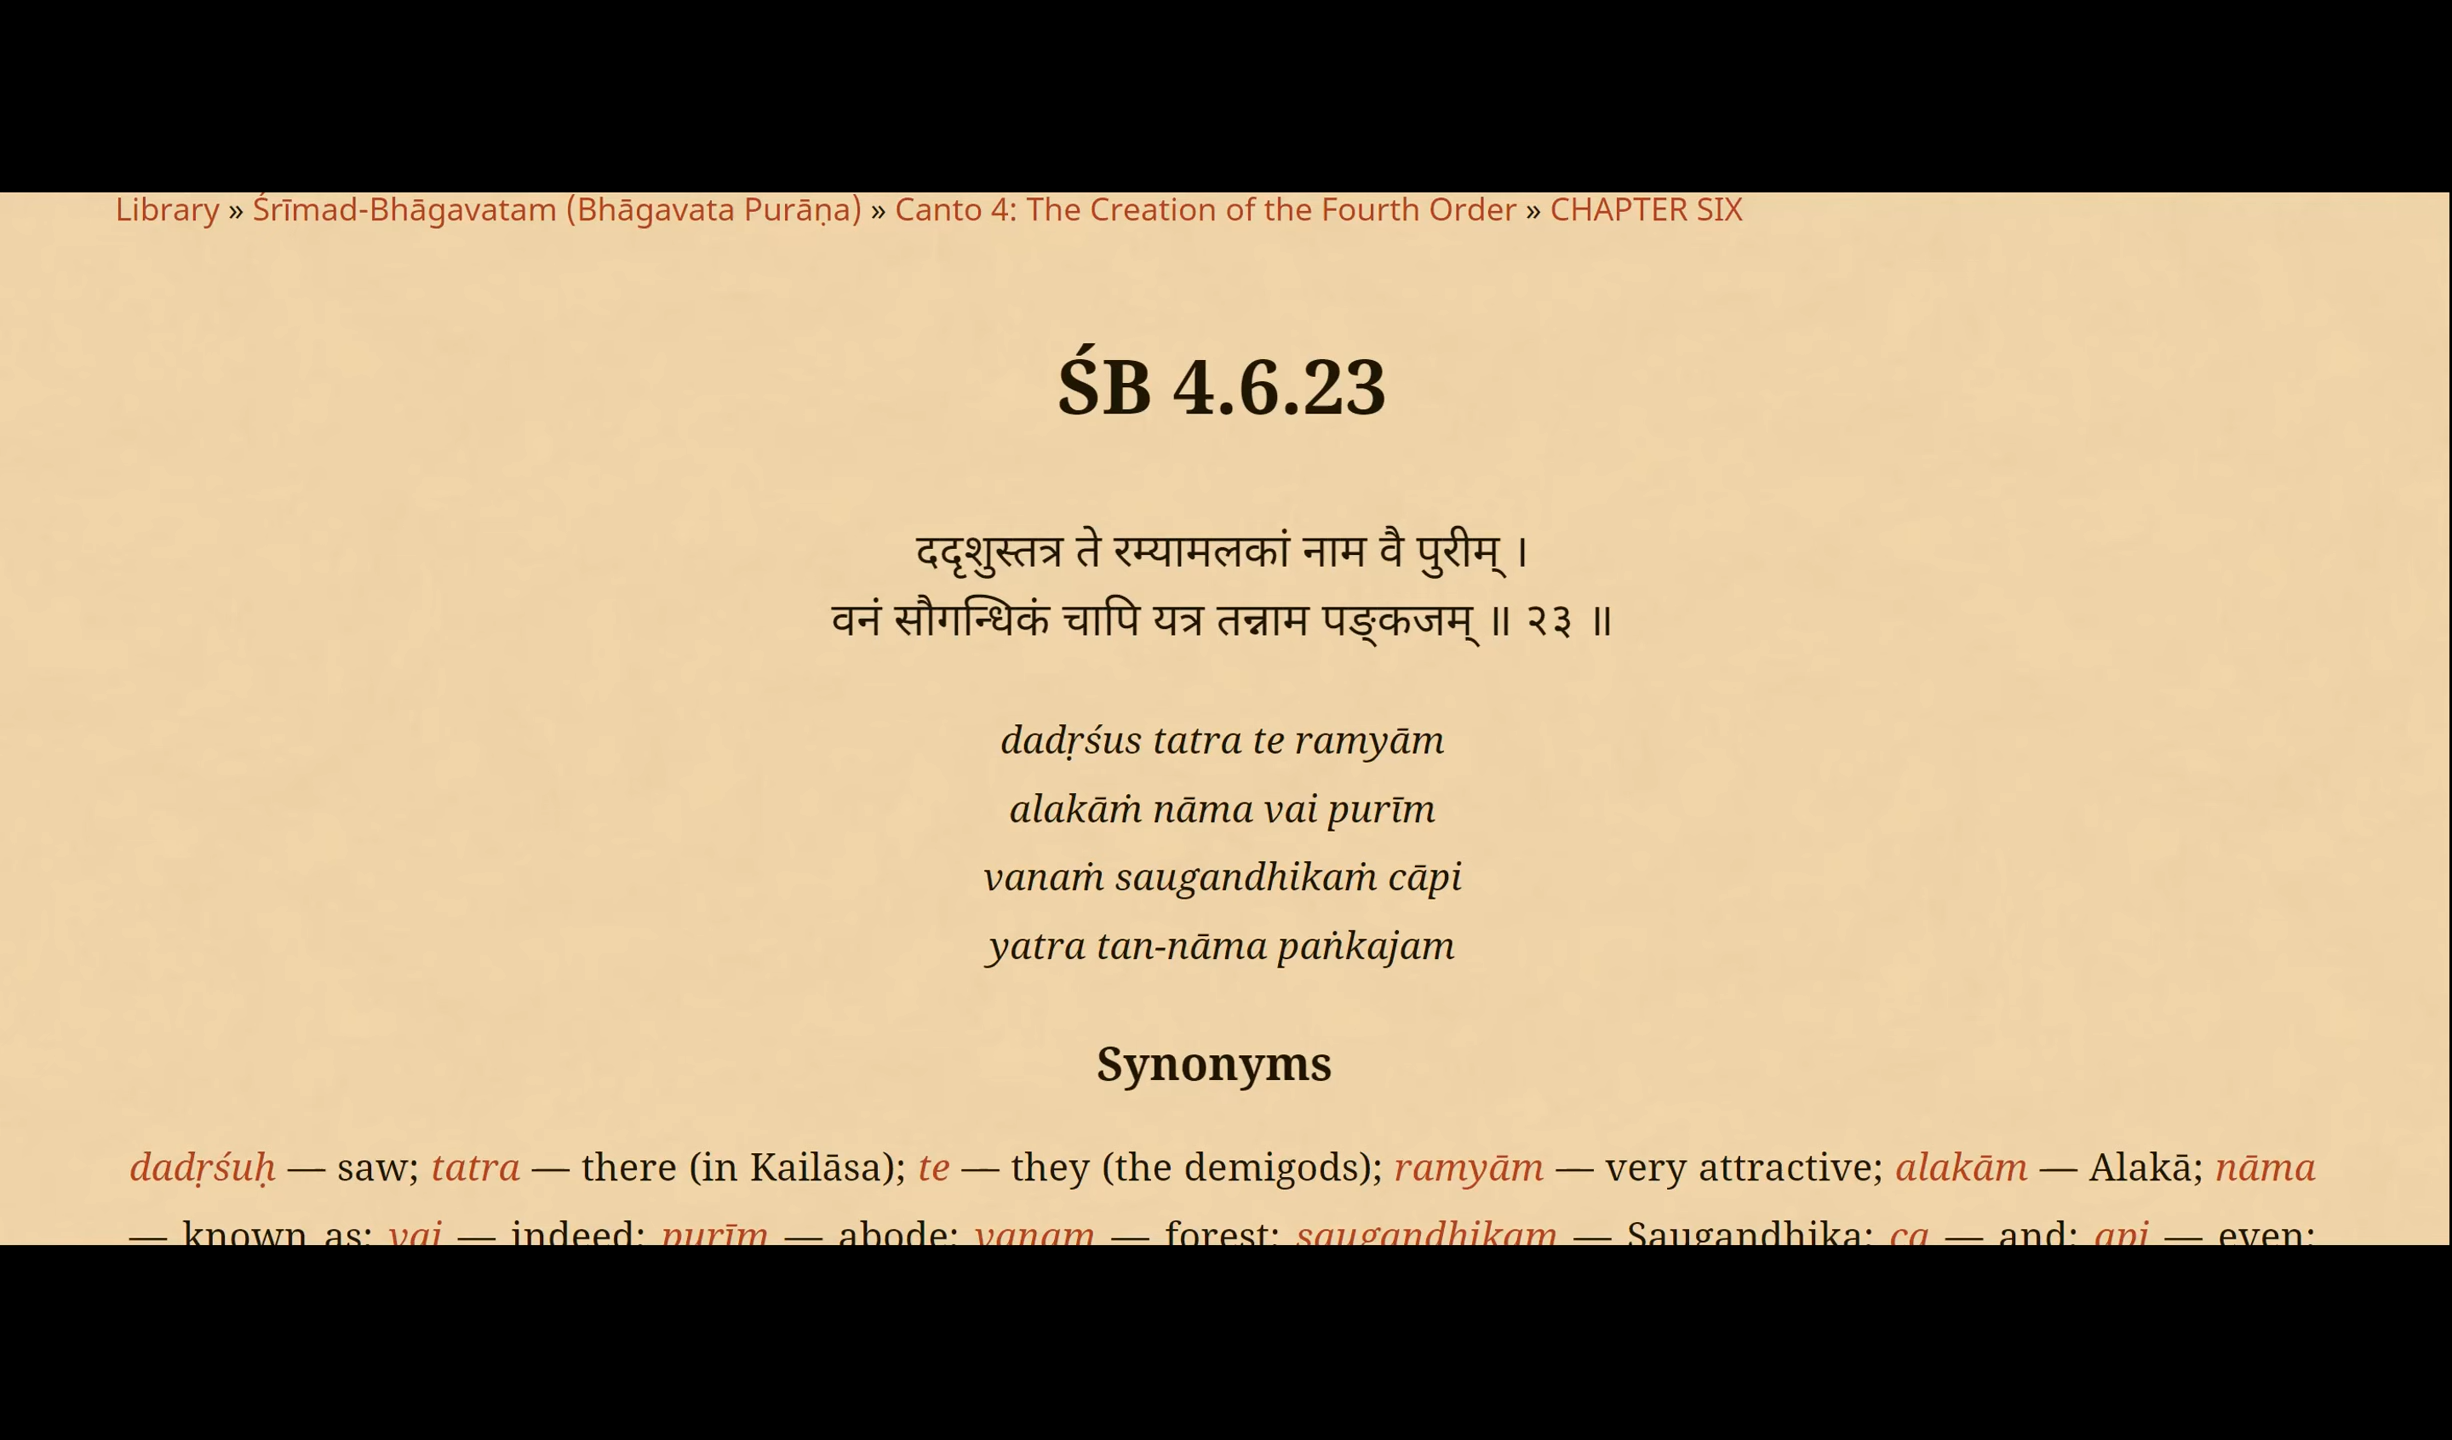 Library » Śrīmad-Bhāgavatam (Bhāgavata Purāṇa) » Canto 4: The Creation of the Fourth Order » CHAPTER SIX
ŚB 4.6.23
ददृशुस्तत्र ते रम्यामलकां नाम वै पुरीम् ।
वनं सौगन्धिकं चापि यत्र तन्नाम पङ्कजम् ॥ २३ ॥
dadṛśus tatra te ramyām
alakāṁ nāma vai purīm
vanaṁ saugandhikaṁ cāpi
yatra tan-nāma paṅkajam
Synonyms
dadṛśuḥ — saw; tatra — there (in Kailāsa); te — they (the demigods); ramyām — very attractive; alakām — Alakā; nāma
— known as; vai — indeed; purīm — abode; vanam — forest; saugandhikam — Saugandhika; ca — and; api — even;